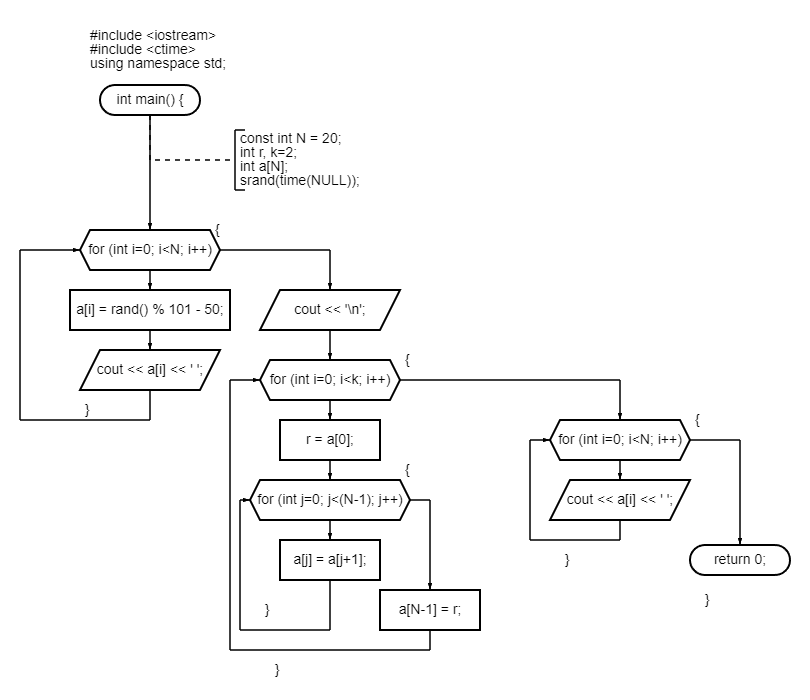 #include <iostream>
#include <ctime>
using namespace std;
int main() {
const int N = 20;
int r, k=2;
int a[N];
srand(time(NULL));
{
for (int i=0; i<N; i++)
a[i] = rand() % 101 - 50;
cout << a[i] << ' ';
}
cout << '\n';
{
for (int i=0; i<k; i++)
r = a[0];
{
for (int j=0; j<(N-1); j++)
a[j] = a[j+1];
}
a[N-1] = r;
}
{
for (int i=0; i<N; i++)
cout << a[i] << ' ';
}
return 0;
}